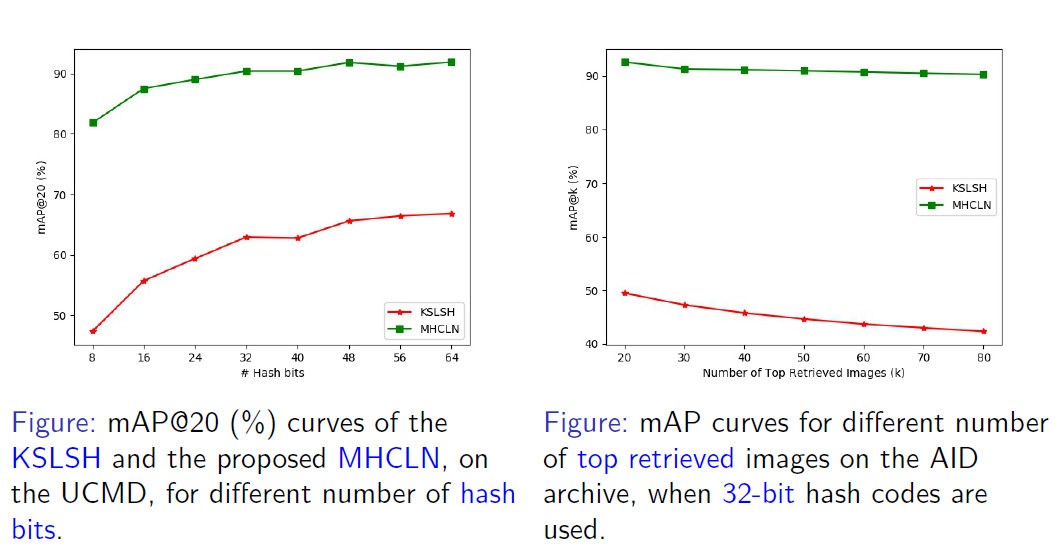 90
80
70
60
50
mAP@20 (%)
KSLSH
MHCLN
8 16 24 32 40 48 56 64
# Hash bits
Figure: mAP@20 (%) curves of the
KSLSH and the proposed MHCLN, on
the UCMD, for different number of hash
bits.
90
80
70
60
50
40
mAP@k (%)
KSLSH
MHCLN
20 30 40 50 60 70 80
Number of Top Retrieved Images (k)
Figure: mAP curves for different number
of top retrieved images on the AID
archive, when 32-bit hash codes are
used.